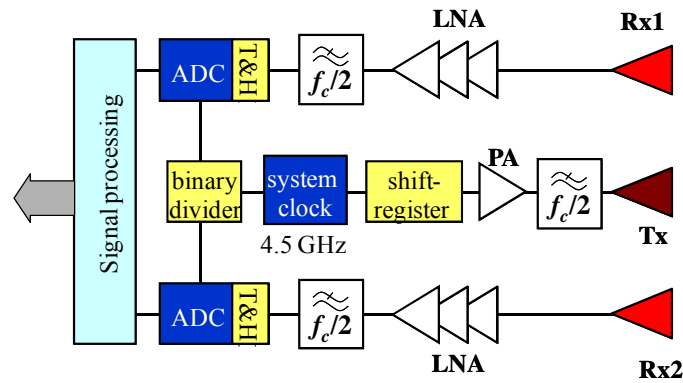 LNA
Rx1
ADC
T&H
f_c/2
Signal processing
binary
divider
system
clock
4.5 GHz
shift-
register
PA
f_c/2
Tx
ADC
T&H
f_c/2
LNA
Rx2